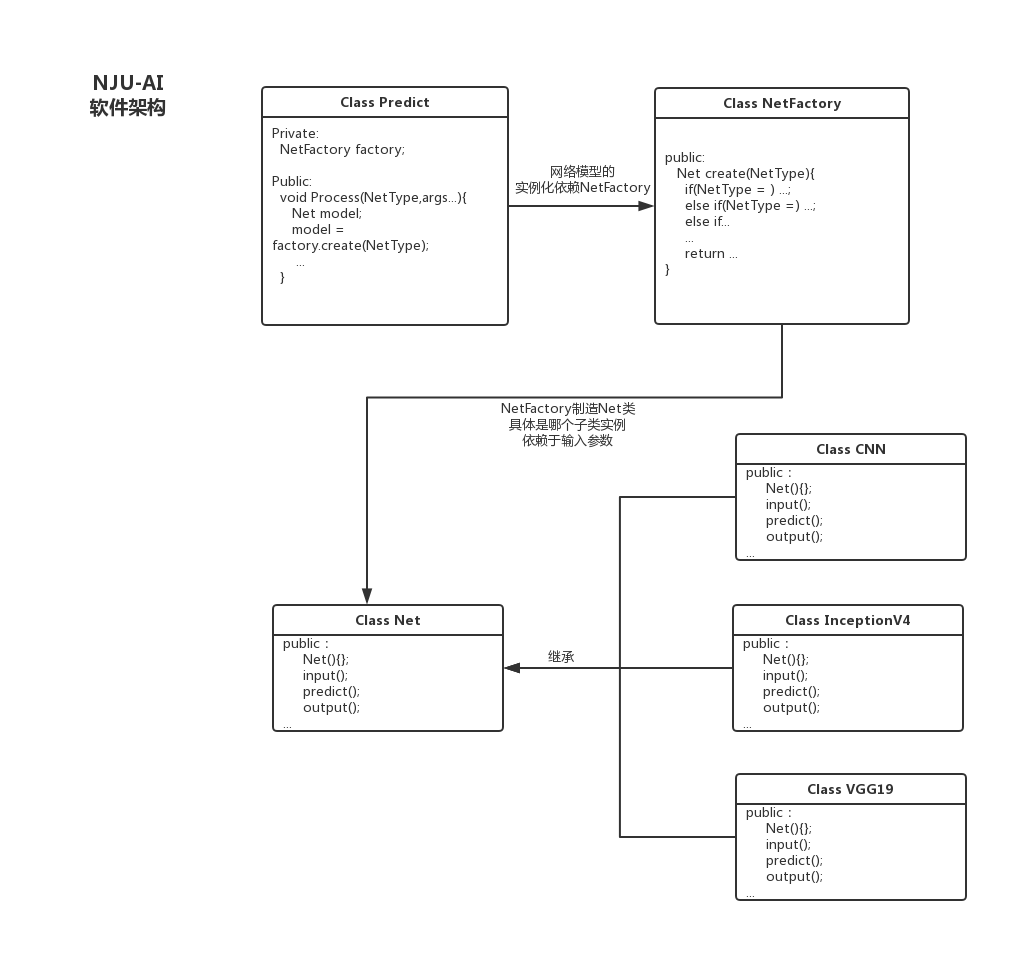 NJU-AI
软件架构
Class Predict
Private:
NetFactory factory;
Public:
void Process(NetType,args...){
Net model;
model =
factory.create(NetType);
...
}
网络模型的
实例化依赖NetFactory
Class NetFactory
public:
Net create(NetType){
if(NetType = ) ...;
else if(NetType =) ...;
else if...
...
return ...
}
NetFactory制造Net类
具体是哪个子类实例
依赖于输入参数
Class CNN
public：
Net(){};
input();
predict();
output();
...
Class Net
public：
Net(){};
input();
predict();
output();
...
继承
Class InceptionV4
public：
Net(){};
input();
predict();
output();
...
Class VGG19
public：
Net(){};
input();
predict();
output();
...